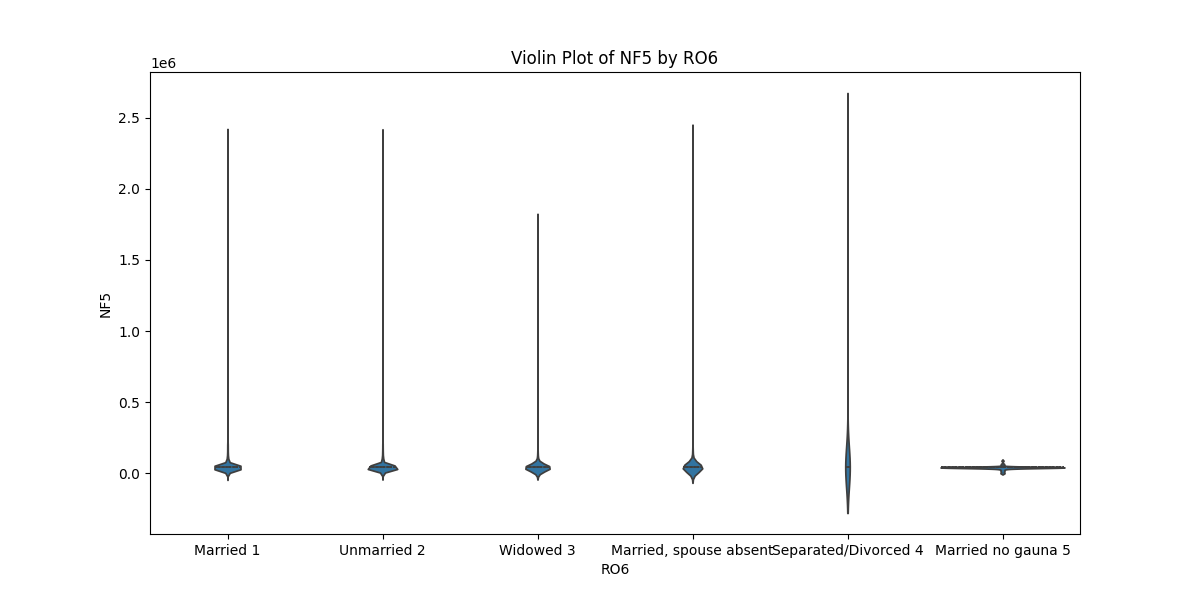 Violin Plot of NF5 by RO6
1e6
2.5
2.0
1.5
1.0
0.5
0.0
NF5
Married 1
Unmarried 2
Widowed 3
Married, spouse absent
Separated/Divorced 4
Married no gauna 5
RO6